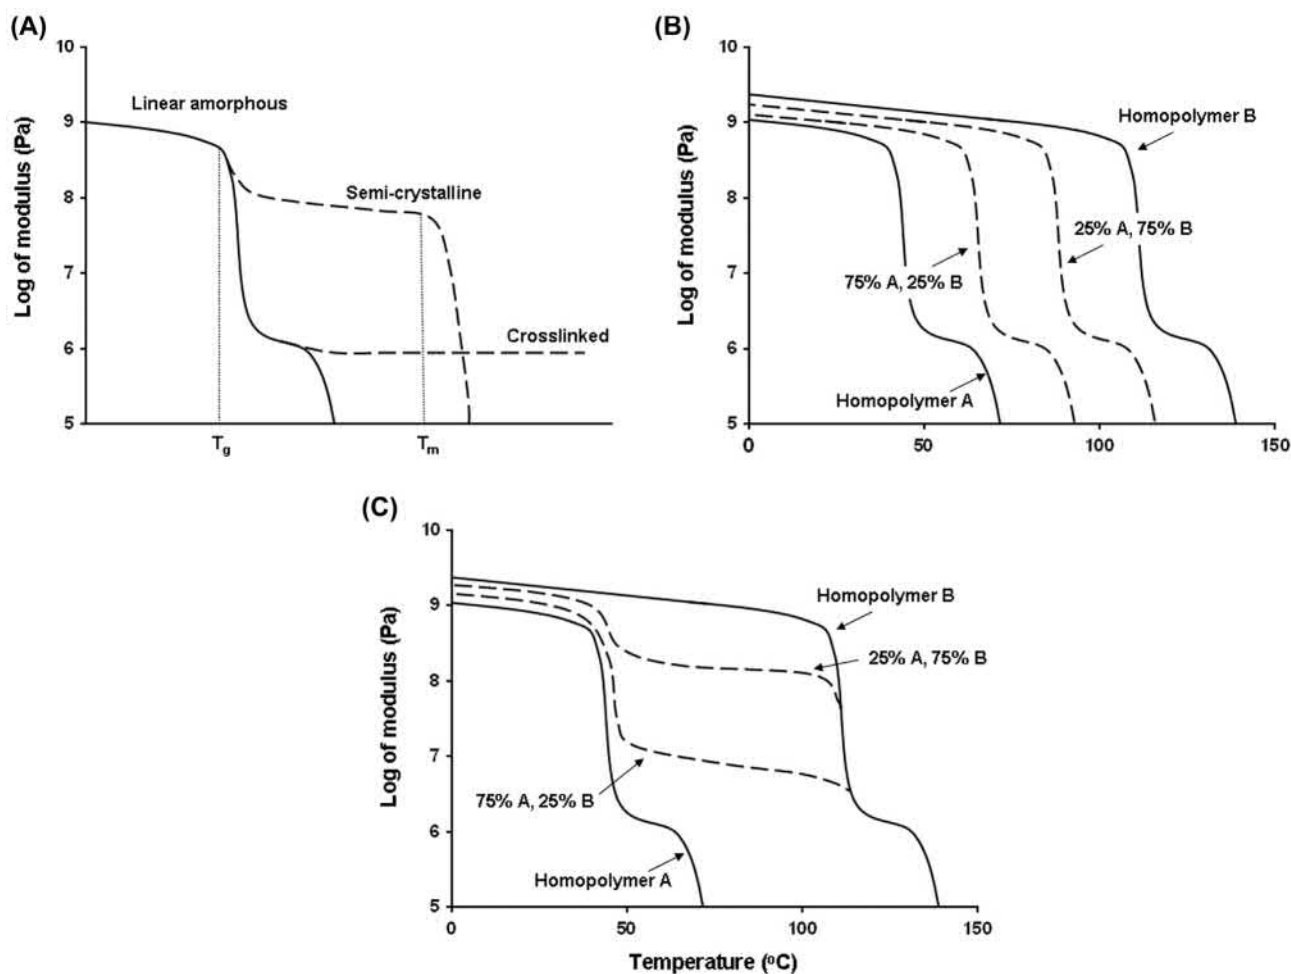 (A)
10
9
8
7
6
5
Log of modulus (Pa)
Linear amorphous
Semi-crystalline
Crosslinked
Tg
Tm
(B)
10
9
8
7
6
5
Log of modulus (Pa)
Homopolymer B
25% A, 75% B
75% A, 25% B
Homopolymer A
0
50
100
150
(C)
10
9
8
7
6
5
Log of modulus (Pa)
Homopolymer B
25% A, 75% B
75% A, 25% B
Homopolymer A
0
50
100
150
Temperature (ºC)